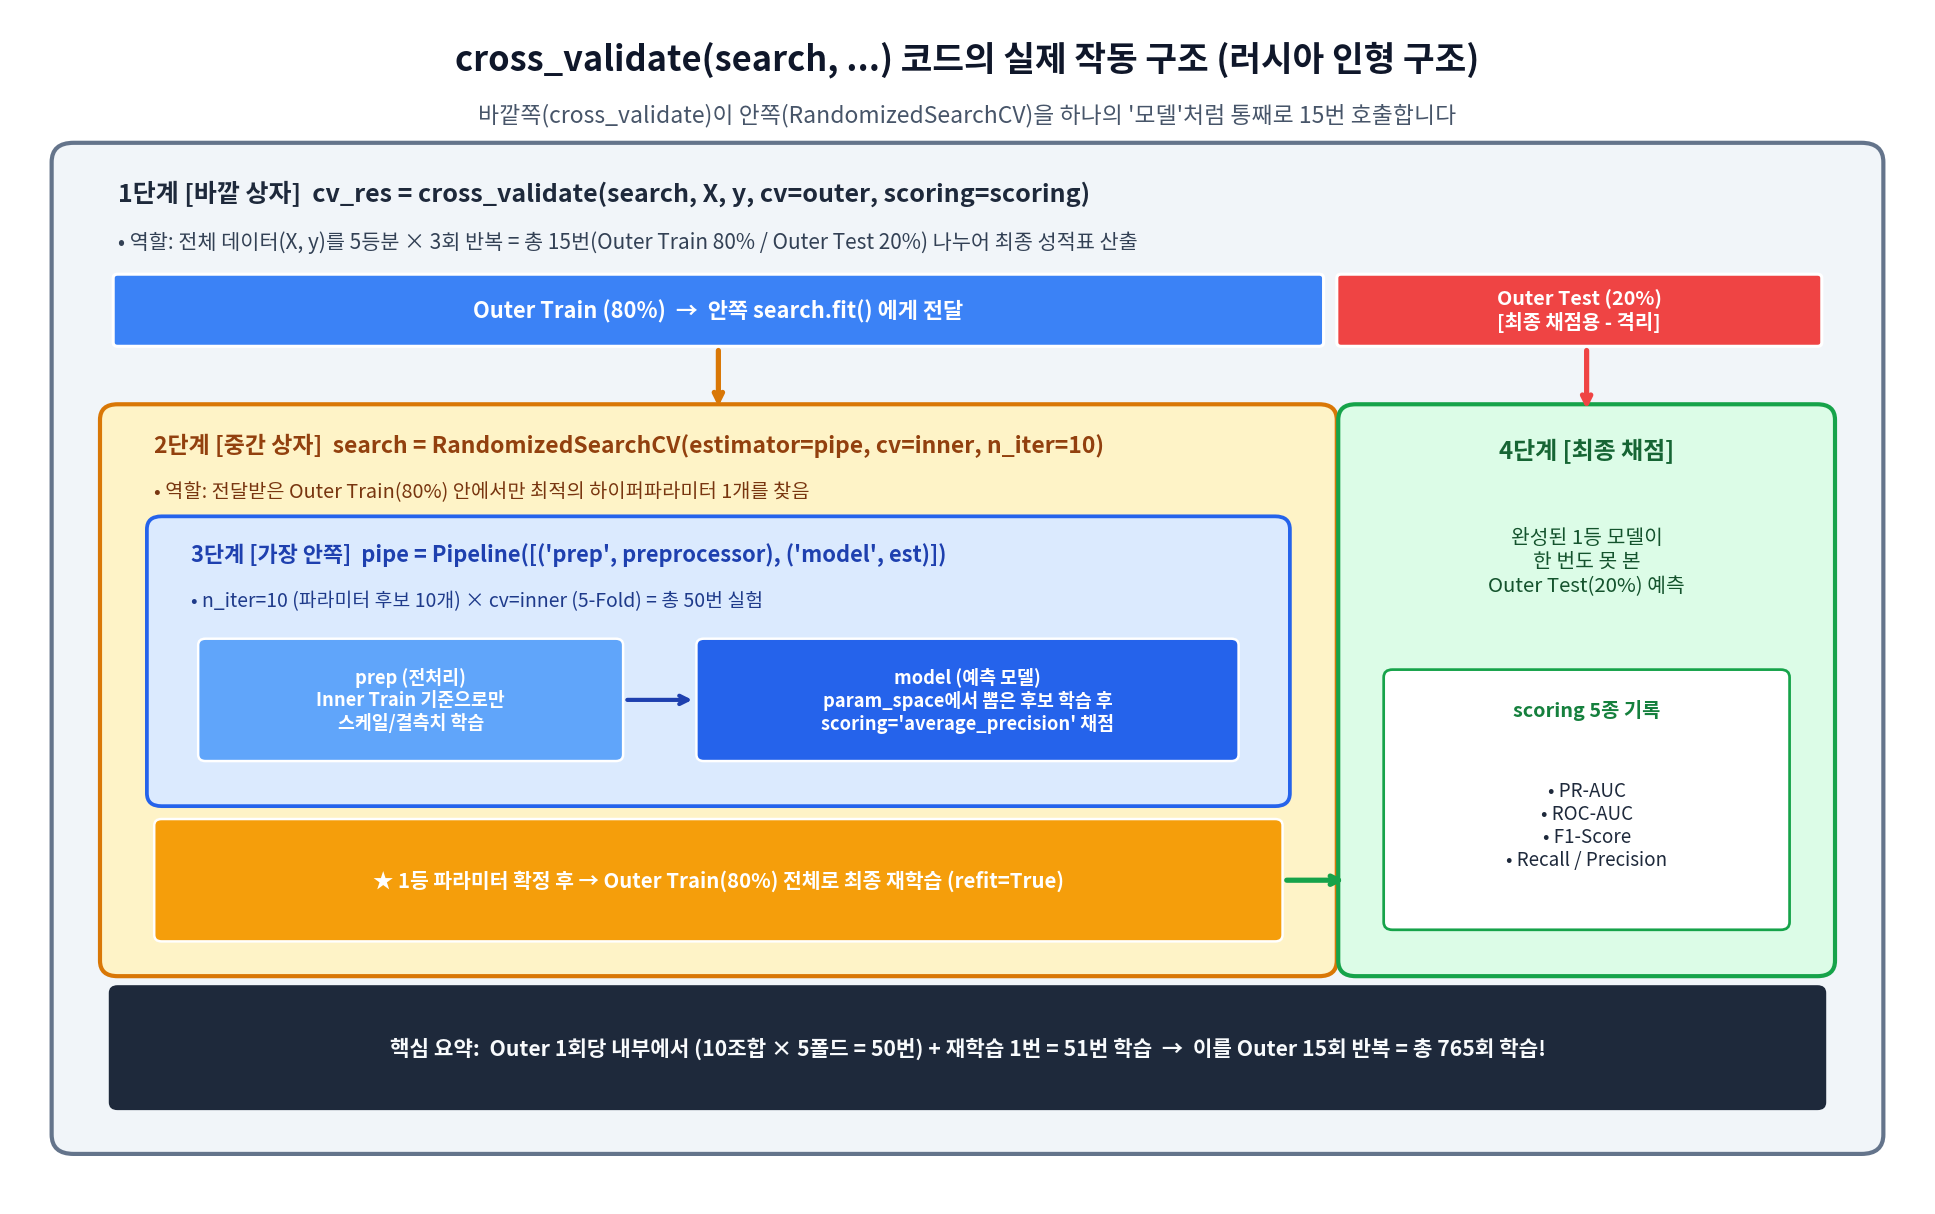 cross_validate(search, ...) 코드의 실제 작동 구조 (러시아 인형 구조)
바깥쪽(cross_validate)이 안쪽(RandomizedSearchCV)을 하나의 '모델'처럼 통째로 15번 호출합니다
1단계 [바깥 상자]  cv_res = cross_validate(search, X, y, cv=outer, scoring=scoring)
• 역할: 전체 데이터(X, y)를 5등분 × 3회 반복 = 총 15번(Outer Train 80% / Outer Test 20%) 나누어 최종 성적표 산출
Outer Train (80%)  →  안쪽 search.fit() 에게 전달
Outer Test (20%)
[최종 채점용 - 격리]
2단계 [중간 상자]  search = RandomizedSearchCV(estimator=pipe, cv=inner, n_iter=10)
• 역할: 전달받은 Outer Train(80%) 안에서만 최적의 하이퍼파라미터 1개를 찾음
3단계 [가장 안쪽]  pipe = Pipeline([('prep', preprocessor), ('model', est)])
• n_iter=10 (파라미터 후보 10개) × cv=inner (5-Fold) = 총 50번 실험
prep (전처리)
Inner Train 기준으로만
스케일/결측치 학습
model (예측 모델)
param_space에서 뽑은 후보 학습 후
scoring='average_precision' 채점
★ 1등 파라미터 확정 후 → Outer Train(80%) 전체로 최종 재학습 (refit=True)
4단계 [최종 채점]
완성된 1등 모델이
한 번도 못 본
Outer Test(20%) 예측
scoring 5종 기록
• PR-AUC
• ROC-AUC
• F1-Score
• Recall / Precision
핵심 요약:  Outer 1회당 내부에서 (10조합 × 5폴드 = 50번) + 재학습 1번 = 51번 학습  →  이를 Outer 15회 반복 = 총 765회 학습!